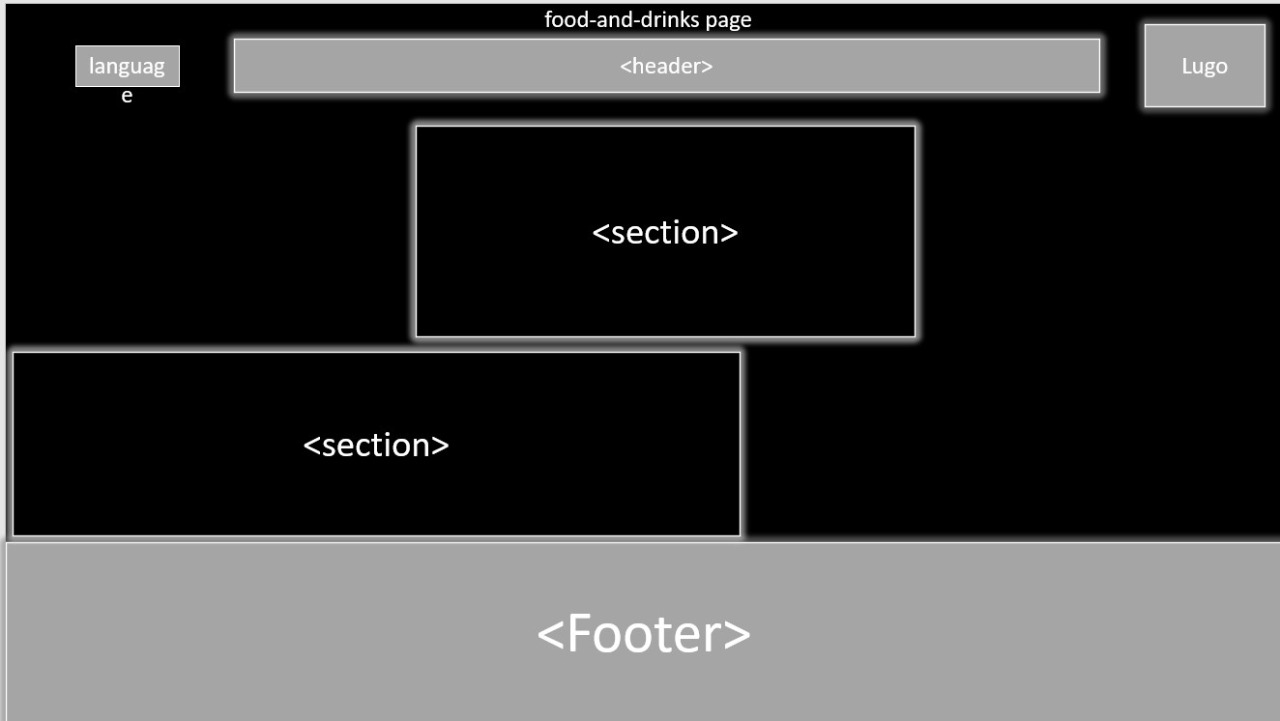 food-and-drinks page
languag
e
<header>
Lugo
<section>
<section>
<Footer>